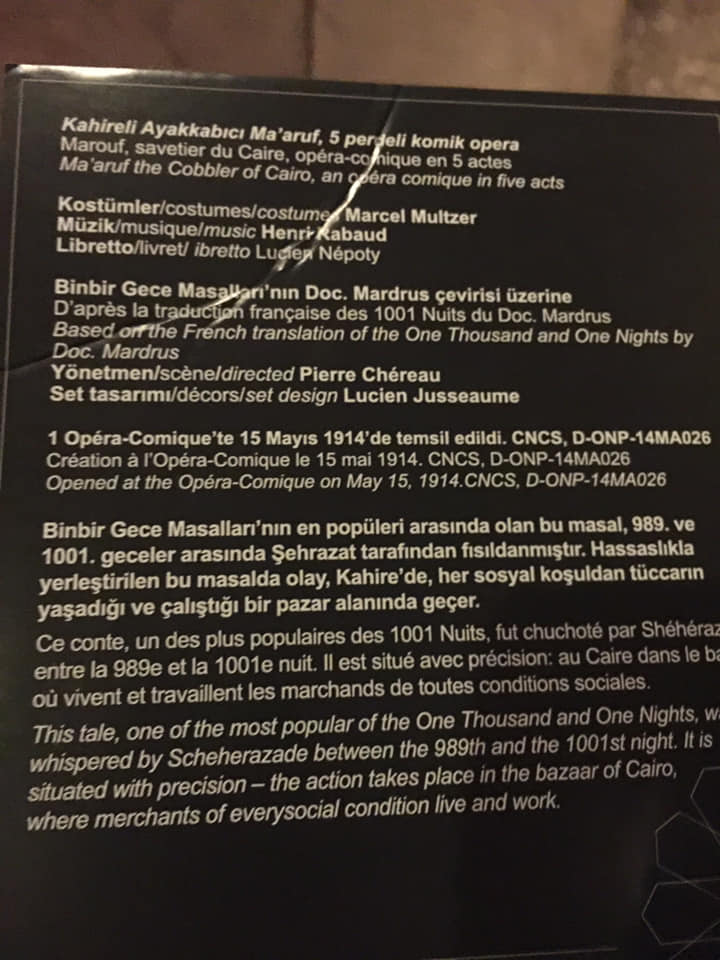 Kahireli Ayakkabıcı Ma'aruf, 5 perdeli komik opera
Marouf, savetier du Caire, opéra-comique en 5 actes
Ma'aruf the Cobbler of Cairo, an opéra comique in five acts
Kostümler/costumes/costume Marcel Multzer
Müzik/musique/music Henri Rabaud
Libretto/livret/ ibretto Lucien Népoty
Binbir Gece Masalları'nın Doc. Mardrus çevirisi üzerine
D'après la traduction française des 1001 Nuits du Doc. Mardrus
Based on the French translation of the One Thousand and One Nights by
Doc. Mardrus
Yönetmen/scène/directed Pierre Chéreau
Set tasarımı/décors/set design Lucien Jusseaume
1 Opéra-Comique'te 15 Mayıs 1914'de temsil edildi. CNCS, D-ONP-14MA026
Création à l'Opéra-Comique le 15 mai 1914. CNCS, D-ONP-14MA026
Opened at the Opéra-Comique on May 15, 1914.CNCS, D-ONP-14MA026
Binbir Gece Masalları'nın en popüleri arasında olan bu masal, 989. ve
1001. geceler arasında Şehrazat tarafından fısıldanmıştır. Hassaslıkla
yerleştirilen bu masalda olay, Kahire'de, her sosyal koşuldan tüccarın
yaşadığı ve çalıştığı bir pazar alanında geçer.
Ce conte, un des plus populaires des 1001 Nuits, fut chuchoté par Shéhéraz
entre la 989e et la 1001e nuit. Il est situé avec précision: au Caire dans le ba
où vivent et travaillent les marchands de toutes conditions sociales.
This tale, one of the most popular of the One Thousand and One Nights, w
whispered by Scheherazade between the 989th and the 1001st night. It is
situated with precision – the action takes place in the bazaar of Cairo,
where merchants of everysocial condition live and work.